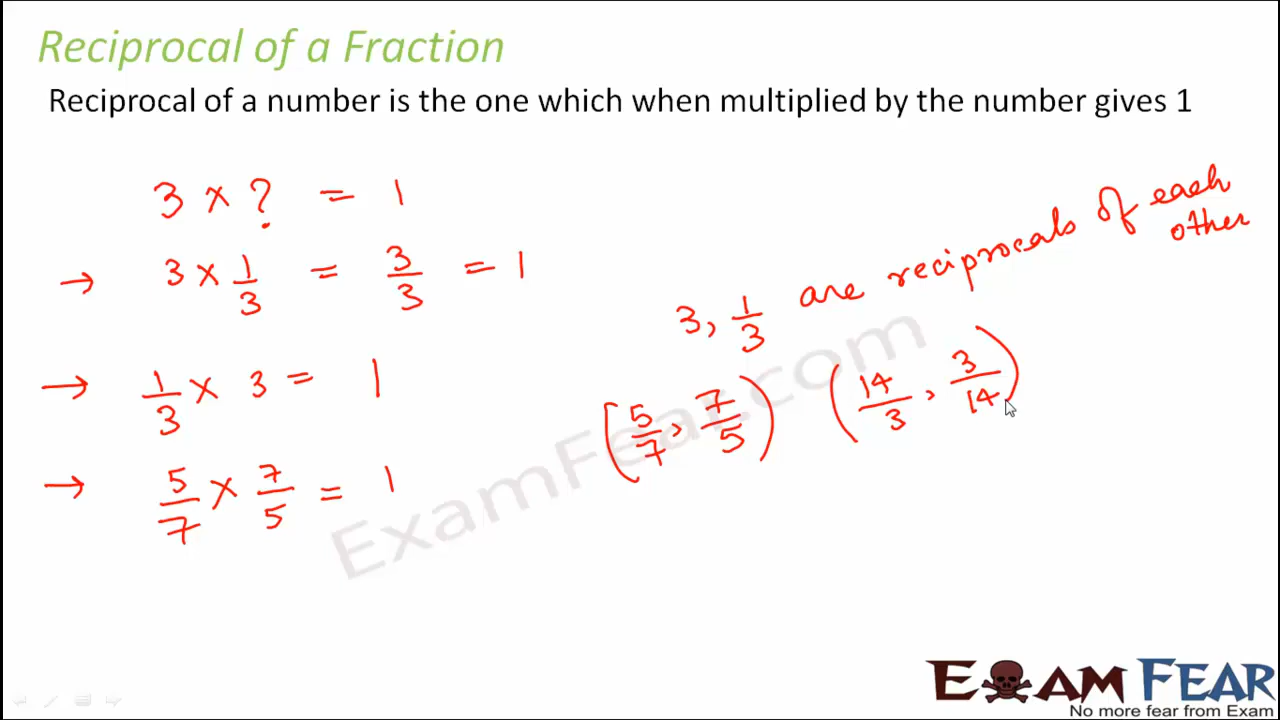 Reciprocal of a Fraction
Reciprocal of a number is the one which when multiplied by the number gives 1
3 × ? = 1
→ 3 × 1/3 = 3/3 = 1
→ 1/3 × 3 = 1
→ 5/7 × 7/5 = 1
3, 1/3 are reciprocals of each
other
(5/7, 7/5) (14/3, 3/14)
ExamFear.com
EXAM FEAR
No more fear from Exam